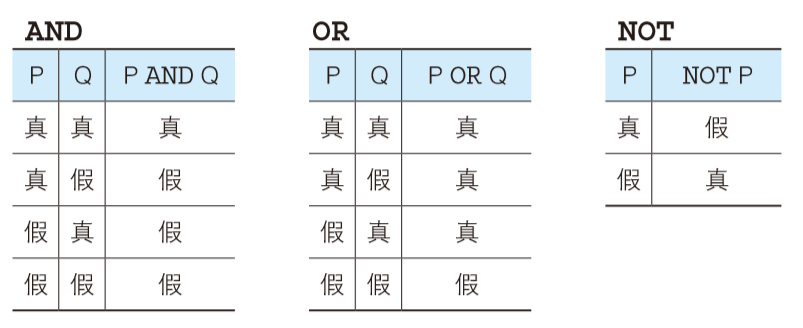 AND
P Q P AND Q
真 真 真
真 假 假
假 真 假
假 假 假
OR
P Q P OR Q
真 真 真
真 假 真
假 真 真
假 假 假
NOT
P NOT P
真 假
假 真